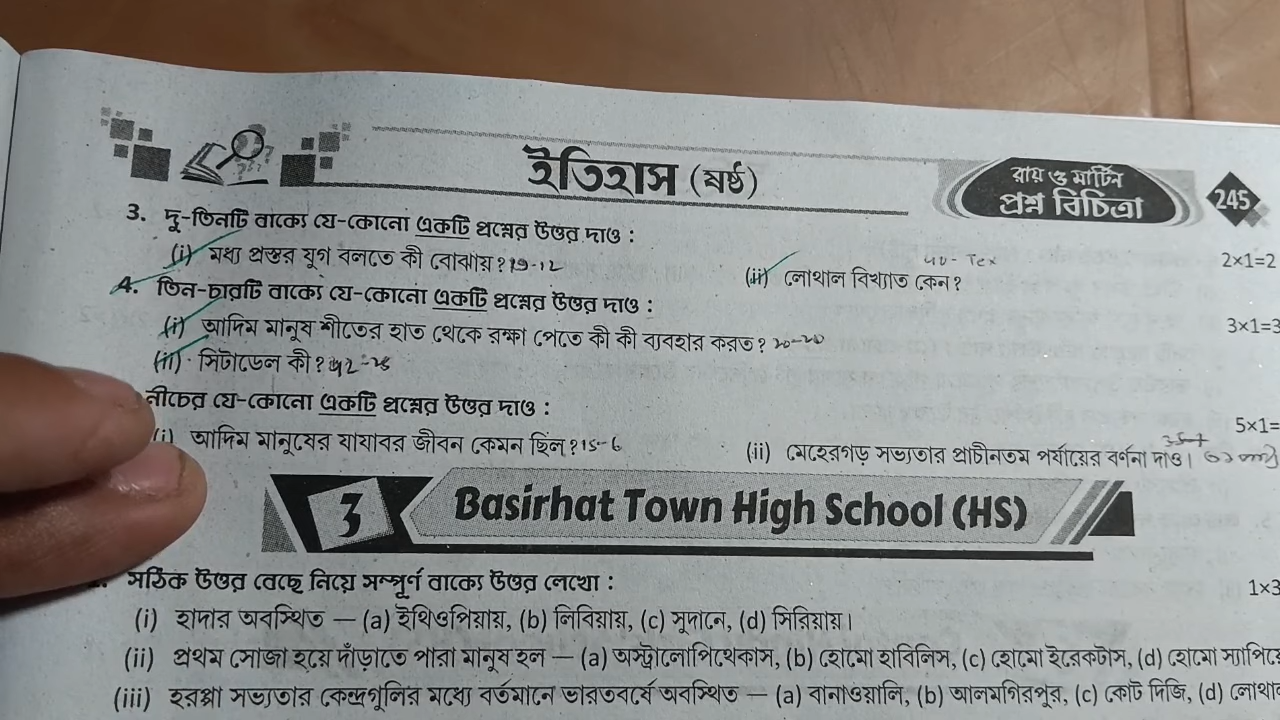 ইতিহাস (ষষ্ঠ)
রায় ও মার্টিন
প্রশ্ন বিচিত্রা
245
3. দু-তিনটি বাক্যে যে-কোনো একটি প্রশ্নের উত্তর দাও : 2×1=2
(i) মধ্য প্রস্তর যুগ বলতে কী বোঝায়? (ii) লোথাল বিখ্যাত কেন?
4. তিন-চারটি বাক্যে যে-কোনো একটি প্রশ্নের উত্তর দাও : 3×1=3
(i) আদিম মানুষ শীতের হাত থেকে রক্ষা পেতে কী কী ব্যবহার করত?
(ii) সিটাডেল কী?
নীচের যে-কোনো একটি প্রশ্নের উত্তর দাও : 5×1=
(i) আদিম মানুষের যাযাবর জীবন কেমন ছিল? 15-6 (ii) মেহেরগড় সভ্যতার প্রাচীনতম পর্যায়ের বর্ণনা দাও।
3 Basirhat Town High School (HS)
সঠিক উত্তর বেছে নিয়ে সম্পূর্ণ বাক্যে উত্তর লেখো : 1×3
(i) হাদার অবস্থিত — (a) ইথিওপিয়ায়, (b) লিবিয়ায়, (c) সুদানে, (d) সিরিয়ায়।
(ii) প্রথম সোজা হয়ে দাঁড়াতে পারা মানুষ হল — (a) অস্ট্রালোপিথেকাস, (b) হোমো হাবিলিস, (c) হোমো ইরেকটাস, (d) হোমো স্যাপিয়ে
(iii) হরপ্পা সভ্যতার কেন্দ্রগুলির মধ্যে বর্তমানে ভারতবর্ষে অবস্থিত — (a) বানাওয়ালি, (b) আলমগিরপুর, (c) কোট দিজি, (d) লোথাল